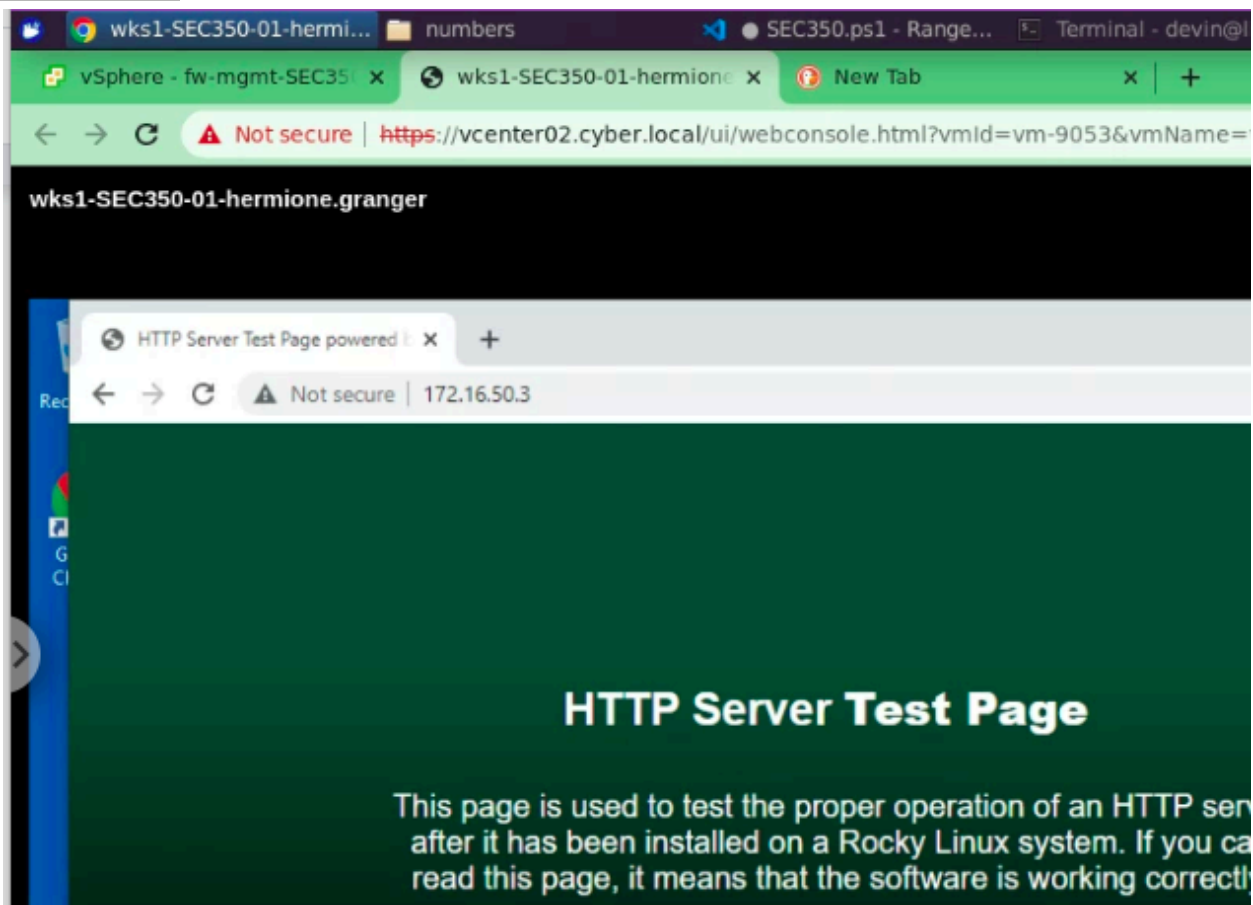 wks1-SEC350-01-hermi... numbers SEC350.ps1 - Range... Terminal - devin@l
vSphere - fw-mgmt-SEC35 wks1-SEC350-01-hermione New Tab
Not secure | https://vcenter02.cyber.local/ui/webconsole.html?vmId=vm-9053&vmName=
wks1-SEC350-01-hermione.granger
HTTP Server Test Page powered
Rec
Not secure | 172.16.50.3
G
Cl
HTTP Server Test Page
This page is used to test the proper operation of an HTTP serv
after it has been installed on a Rocky Linux system. If you ca
read this page, it means that the software is working correctly